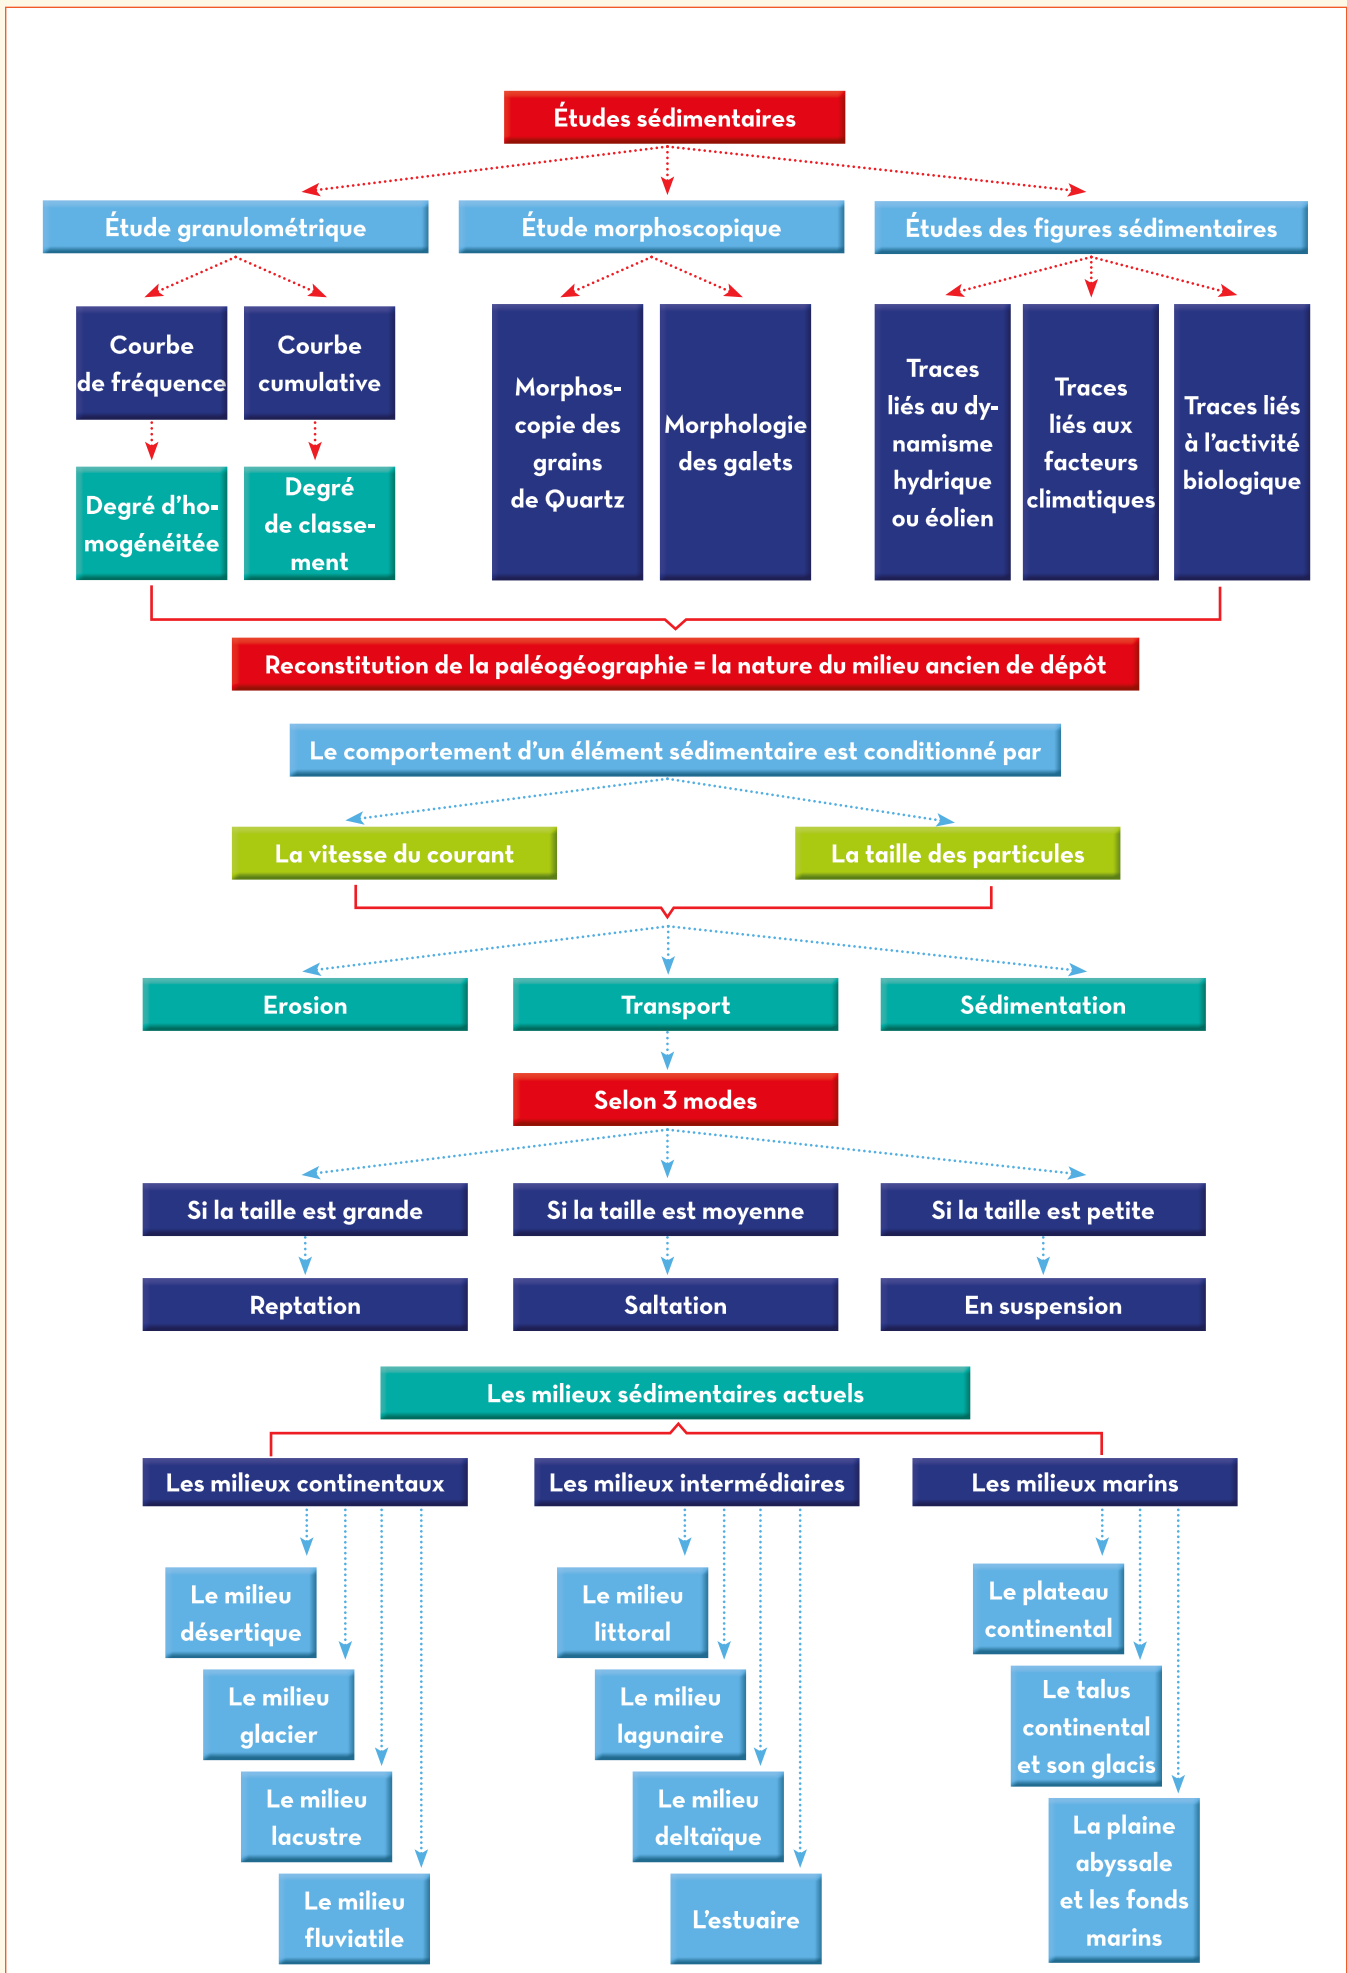 Études sédimentaires
Étude granulométrique
Étude morphoscopique
Études des figures sédimentaires
Courbe
de fréquence
Courbe
cumulative
Morphos-
copie des
grains
de Quartz
Morphologie
des galets
Traces
liés au dy-
namisme
hydrique
ou éolien
Traces
liés aux
facteurs
climatiques
Traces liés
à l'activité
biologique
Degré d'ho-
mogénéitée
Degré
de classe-
ment
Reconstitution de la paléogéographie = la nature du milieu ancien de dépôt
Le comportement d'un élément sédimentaire est conditionné par
La vitesse du courant
La taille des particules
Erosion
Transport
Sédimentation
Selon 3 modes
Si la taille est grande
Si la taille est moyenne
Si la taille est petite
Reptation
Saltation
En suspension
Les milieux sédimentaires actuels
Les milieux continentaux
Les milieux intermédiaires
Les milieux marins
Le milieu
désertique
Le milieu
glacier
Le milieu
lacustre
Le milieu
fluviatile
Le milieu
littoral
Le milieu
lagunaire
Le milieu
deltaïque
L'estuaire
Le plateau
continental
Le talus
continental
et son glacis
La plaine
abyssale
et les fonds
marins